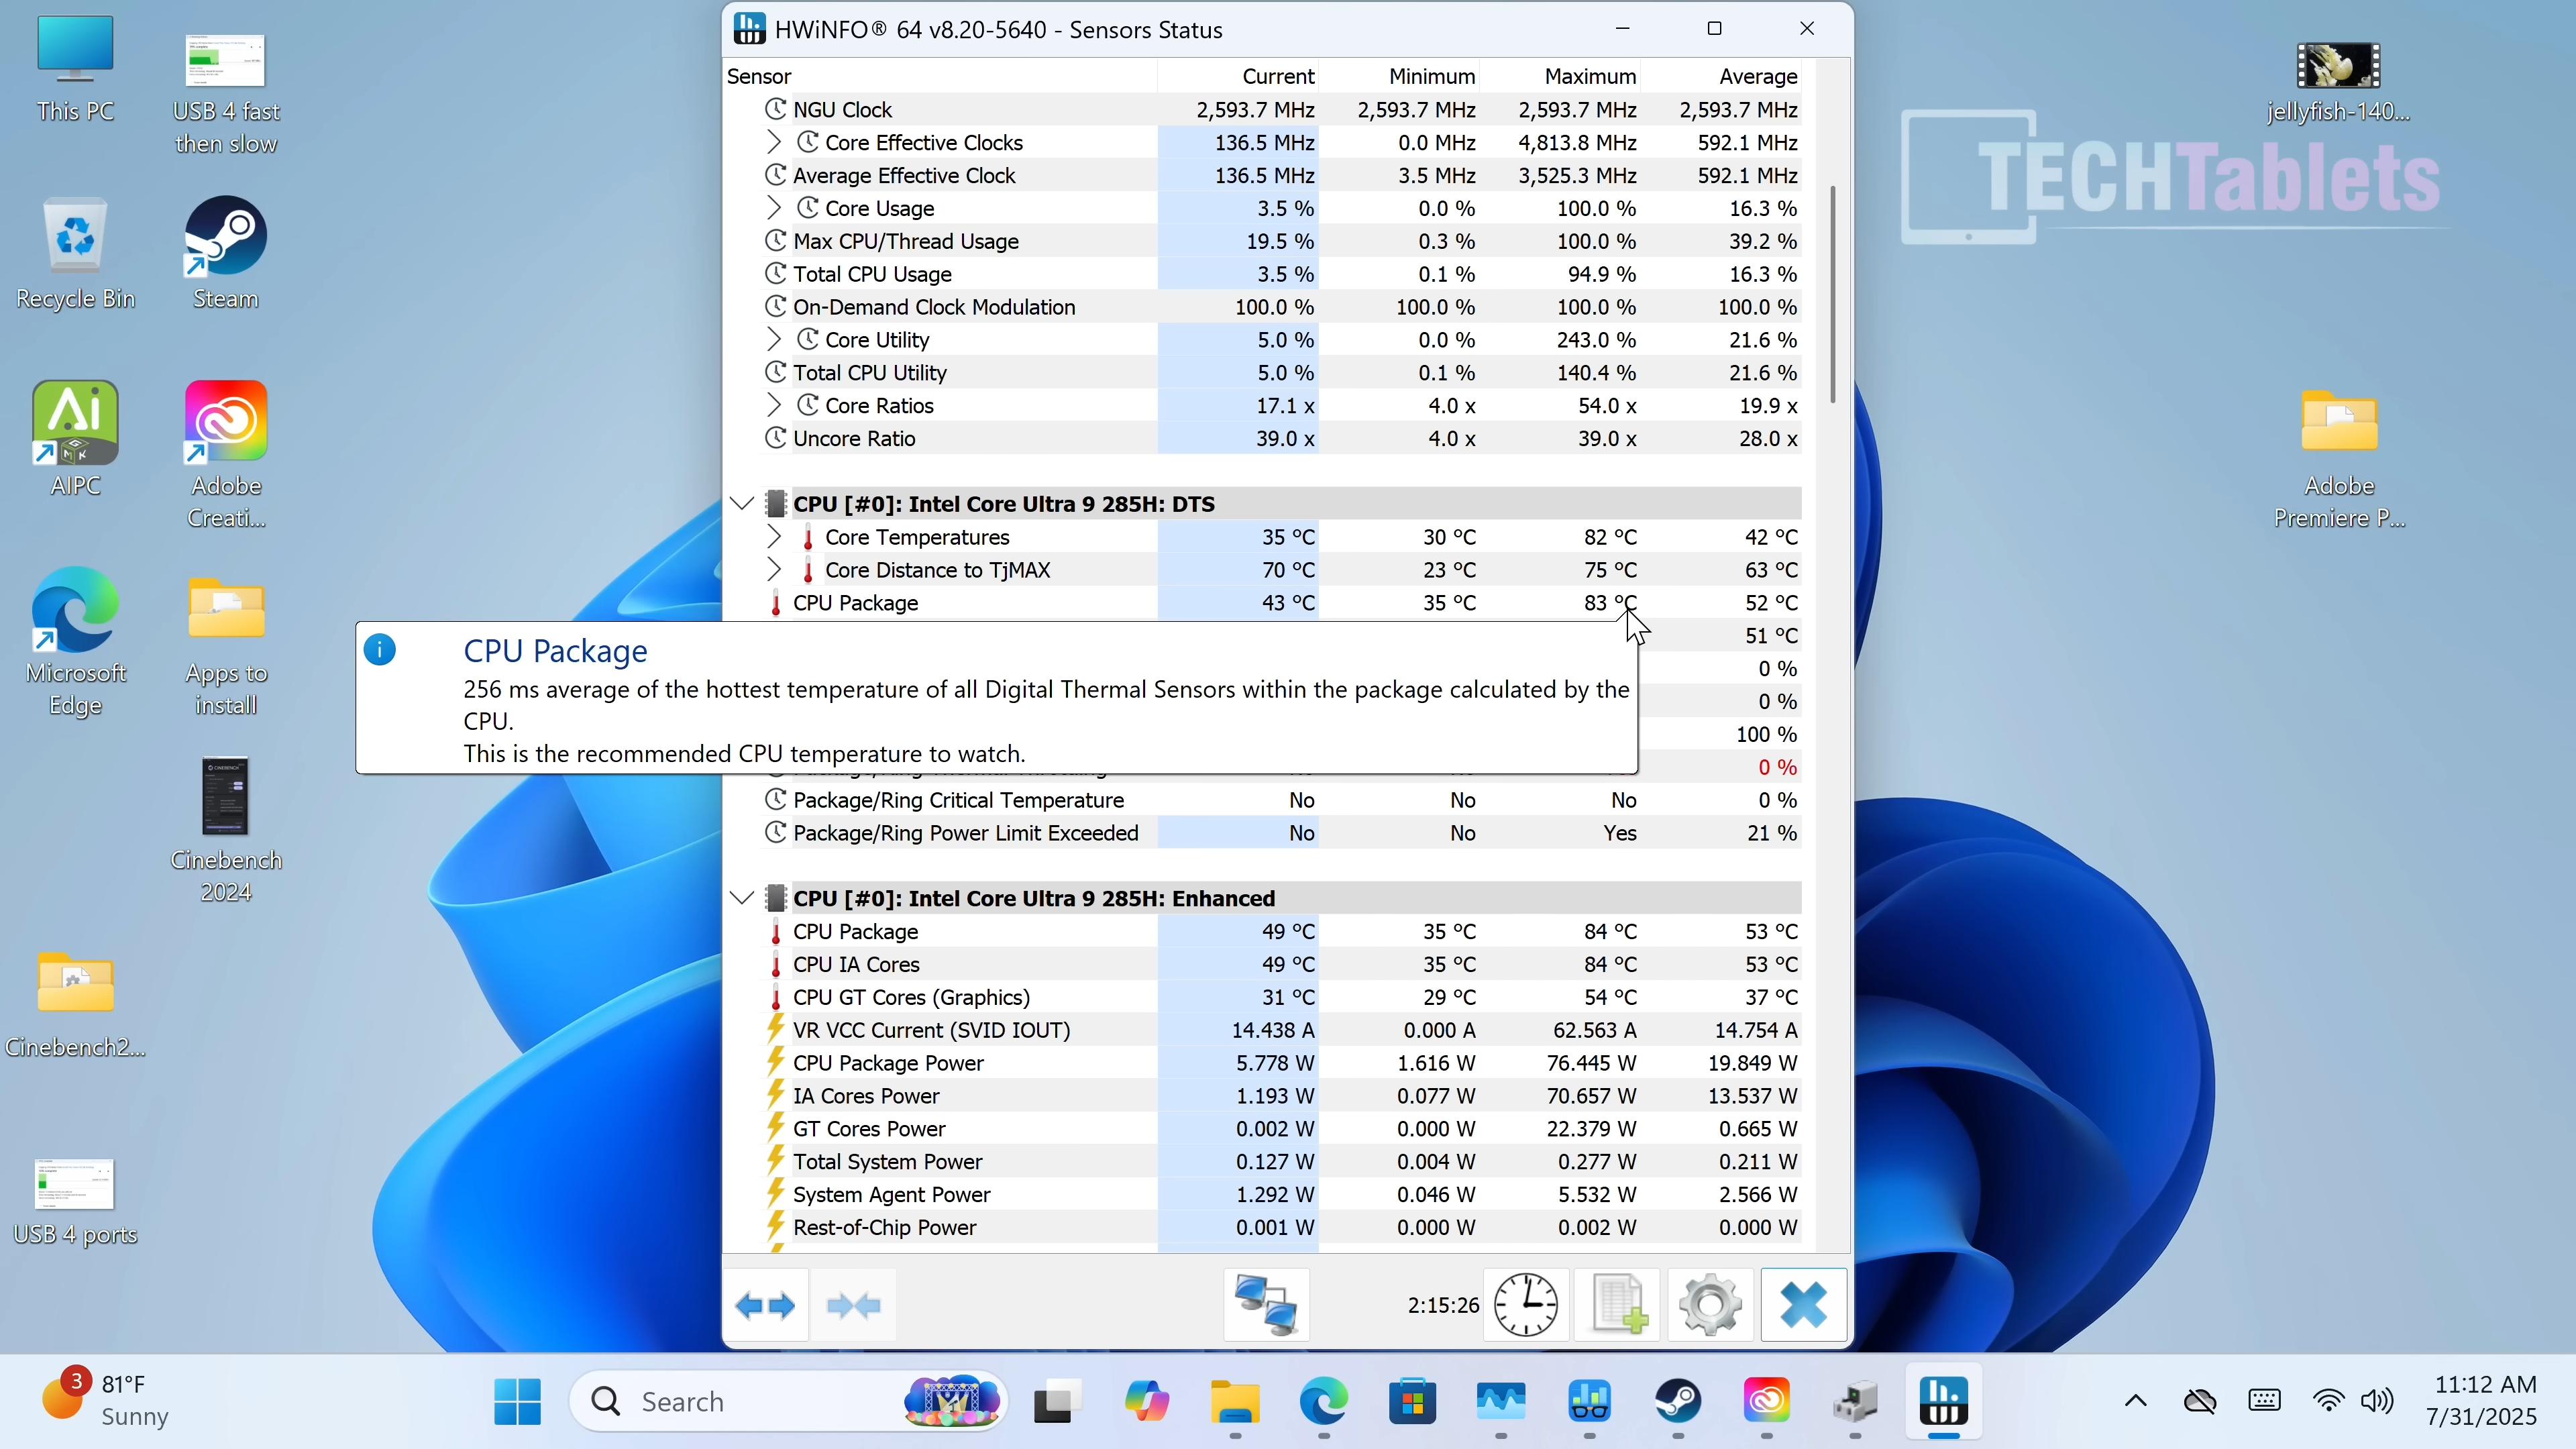 This PC
USB 4 fast
then slow
Recycle Bin
Steam
AIPC
Adobe
Creati...
Microsoft
Edge
Apps to
install
Cinebench
2024
Cinebench2...
USB 4 ports
HWiNFO® 64 v8.20-5640 - Sensors Status
Sensor Current Minimum Maximum Average
NGU Clock 2,593.7 MHz 2,593.7 MHz 2,593.7 MHz 2,593.7 MHz
Core Effective Clocks 136.5 MHz 0.0 MHz 4,813.8 MHz 592.1 MHz
Average Effective Clock 136.5 MHz 3.5 MHz 3,525.3 MHz 592.1 MHz
Core Usage 3.5 % 0.0 % 100.0 % 16.3 %
Max CPU/Thread Usage 19.5 % 0.3 % 100.0 % 39.2 %
Total CPU Usage 3.5 % 0.1 % 94.9 % 16.3 %
On-Demand Clock Modulation 100.0 % 100.0 % 100.0 % 100.0 %
Core Utility 5.0 % 0.0 % 243.0 % 21.6 %
Total CPU Utility 5.0 % 0.1 % 140.4 % 21.6 %
Core Ratios 17.1 x 4.0 x 54.0 x 19.9 x
Uncore Ratio 39.0 x 4.0 x 39.0 x 28.0 x
CPU [#0]: Intel Core Ultra 9 285H: DTS
Core Temperatures 35 °C 30 °C 82 °C 42 °C
Core Distance to TjMAX 70 °C 23 °C 75 °C 63 °C
CPU Package 43 °C 35 °C 83 °C 52 °C
51 °C
0 %
0 %
100 %
0 %
CPU Package
256 ms average of the hottest temperature of all Digital Thermal Sensors within the package calculated by the
CPU.
This is the recommended CPU temperature to watch.
Package/Ring Critical Temperature No No No 0 %
Package/Ring Power Limit Exceeded No No Yes 21 %
CPU [#0]: Intel Core Ultra 9 285H: Enhanced
CPU Package 49 °C 35 °C 84 °C 53 °C
CPU IA Cores 49 °C 35 °C 84 °C 53 °C
CPU GT Cores (Graphics) 31 °C 29 °C 54 °C 37 °C
VR VCC Current (SVID IOUT) 14.438 A 0.000 A 62.563 A 14.754 A
CPU Package Power 5.778 W 1.616 W 76.445 W 19.849 W
IA Cores Power 1.193 W 0.077 W 70.657 W 13.537 W
GT Cores Power 0.002 W 0.000 W 22.379 W 0.665 W
Total System Power 0.127 W 0.004 W 0.277 W 0.211 W
System Agent Power 1.292 W 0.046 W 5.532 W 2.566 W
Rest-of-Chip Power 0.001 W 0.000 W 0.002 W 0.000 W
2:15:26
jellyfish-140...
TECHTablets
Adobe
Premiere P...
3
81°F
Sunny
Search
11:12 AM
7/31/2025